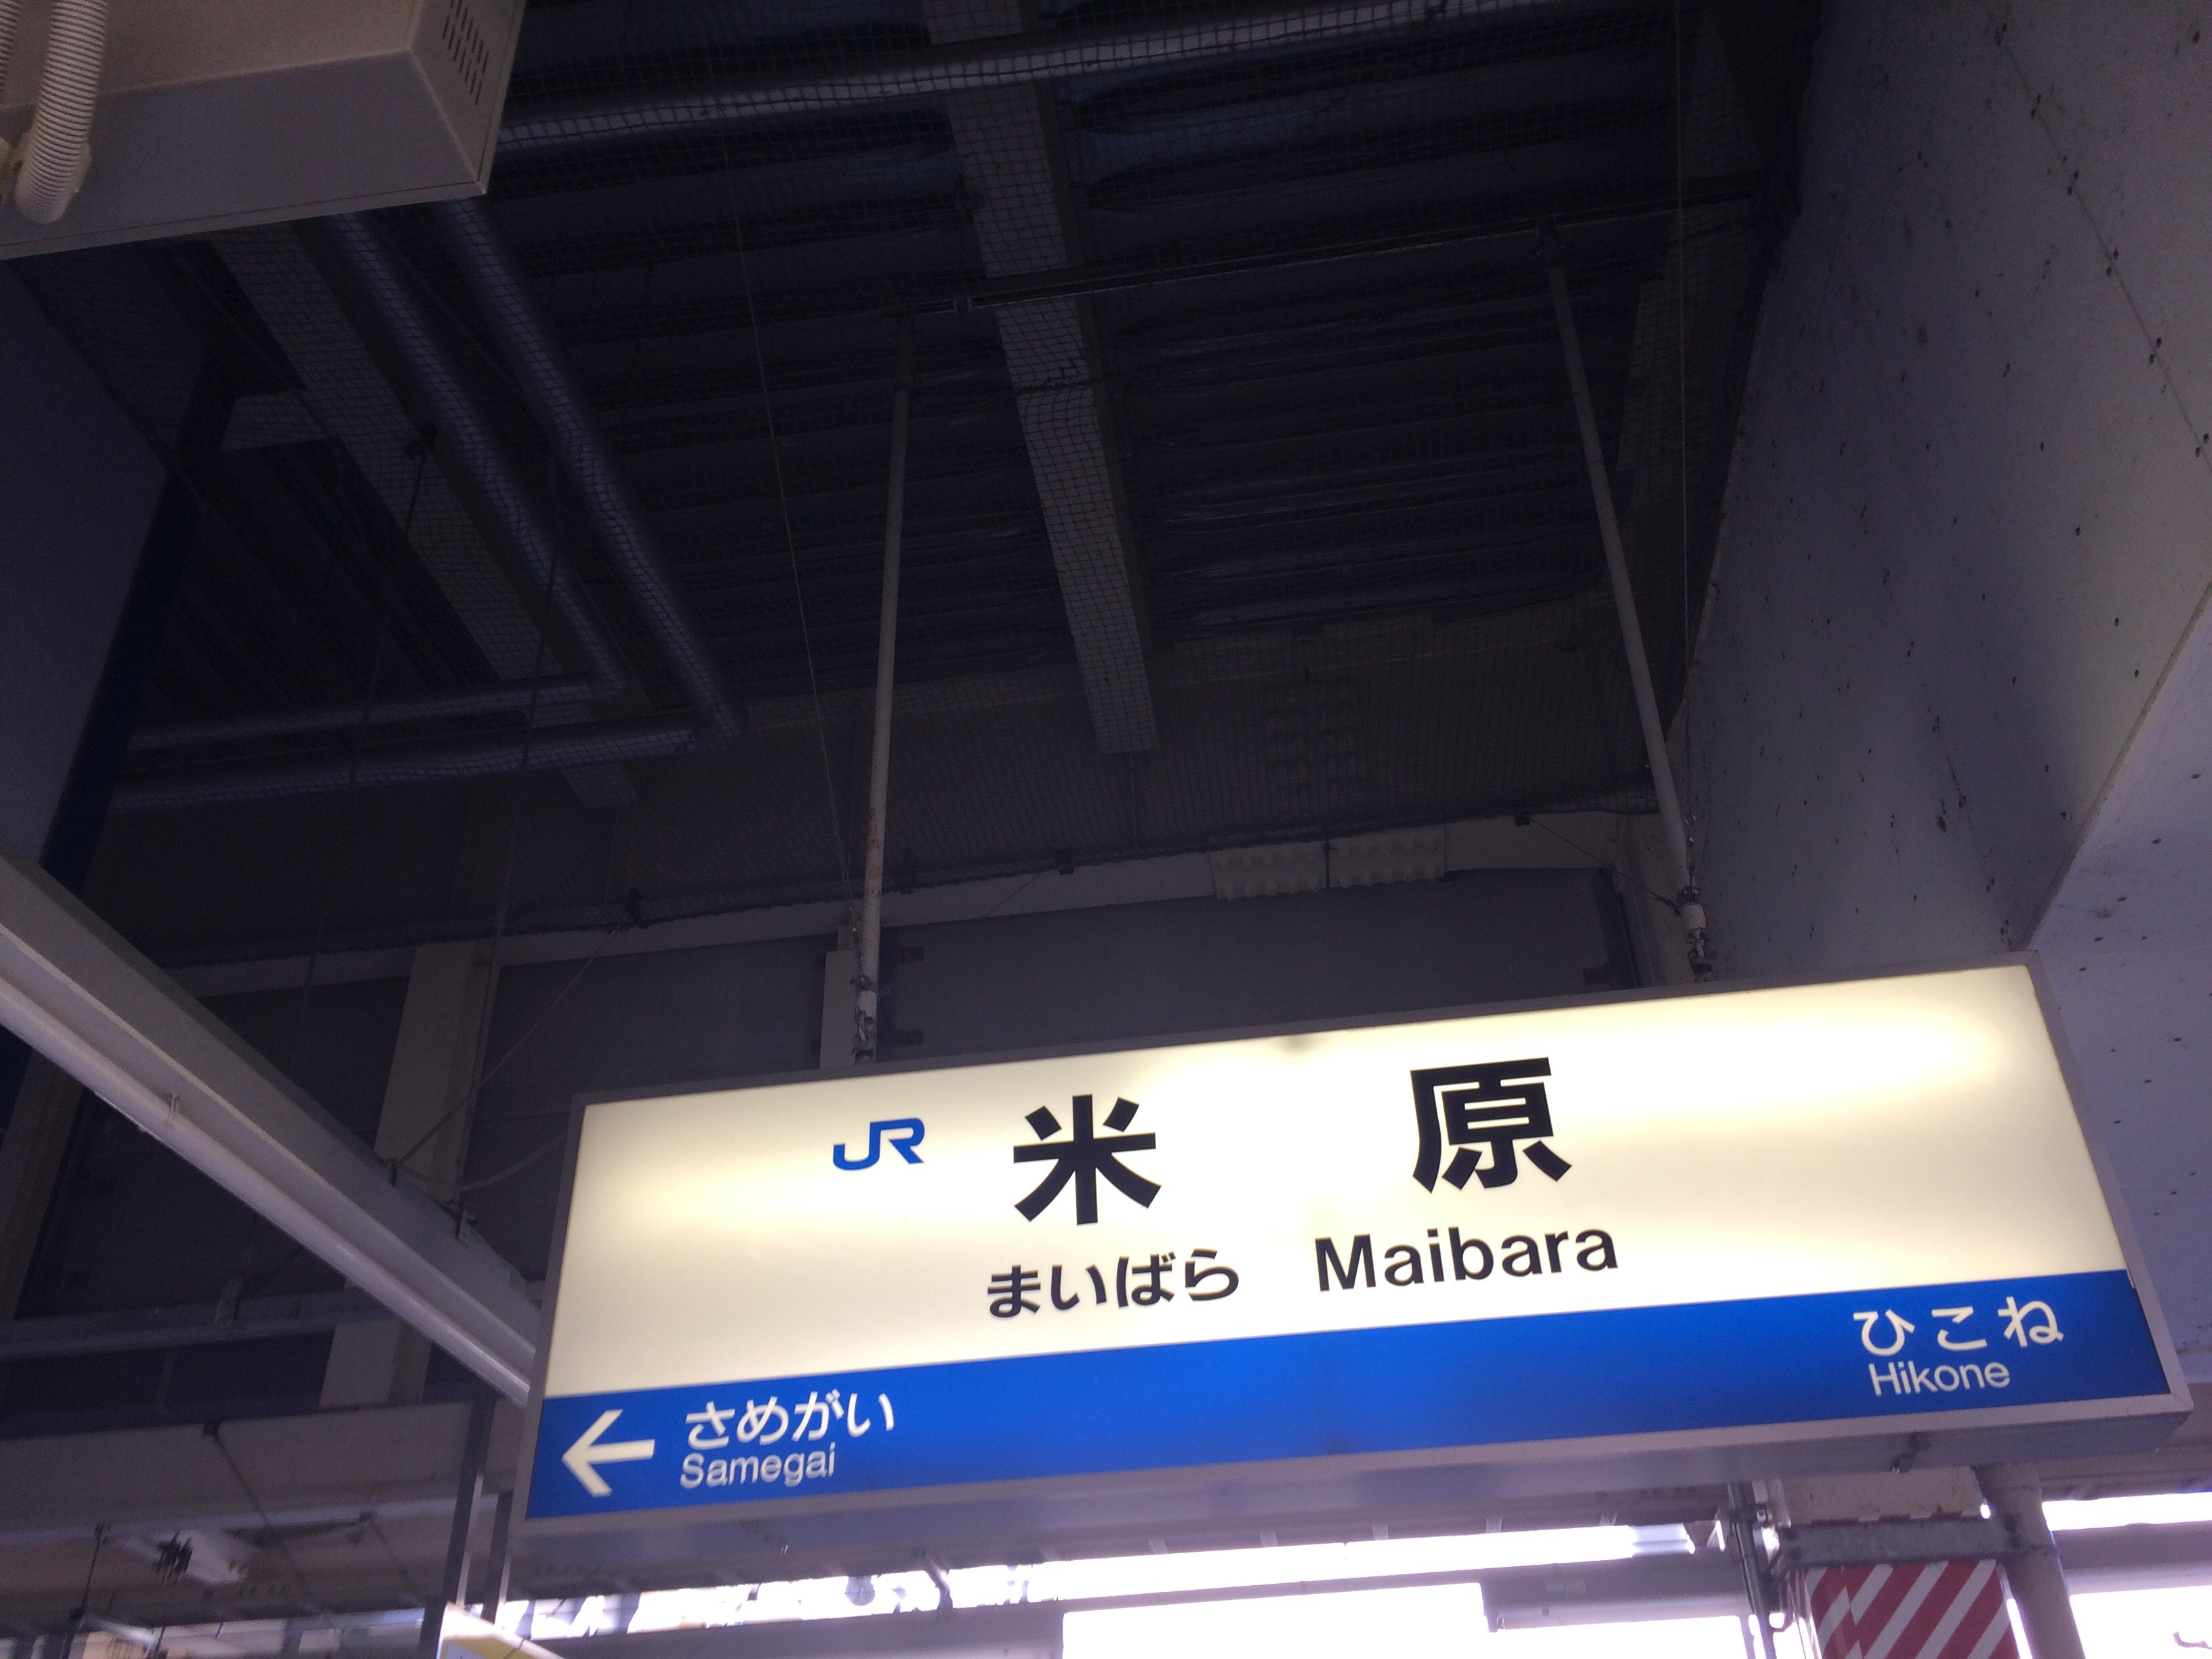 JR 米原
まいばら Maibara
← さめがい
Samegai
ひこね
Hikone